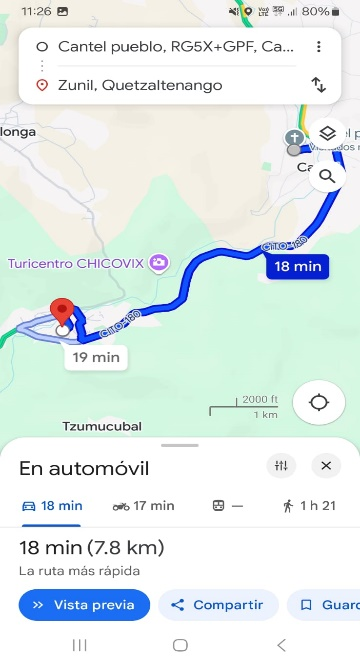 11:26
80%
Cantel pueblo, RG5X+GPF, Ca...
Zunil, Quetzaltenango
longa
Ca
Turicentro CHICOVIX
CITO-180
18 min
CITO-180
19 min
2000 ft
1 km
Tzumucubal
En automóvil
18 min
17 min
—
1 h 21
18 min (7.8 km)
La ruta más rápida
Vista previa
Compartir
Guard